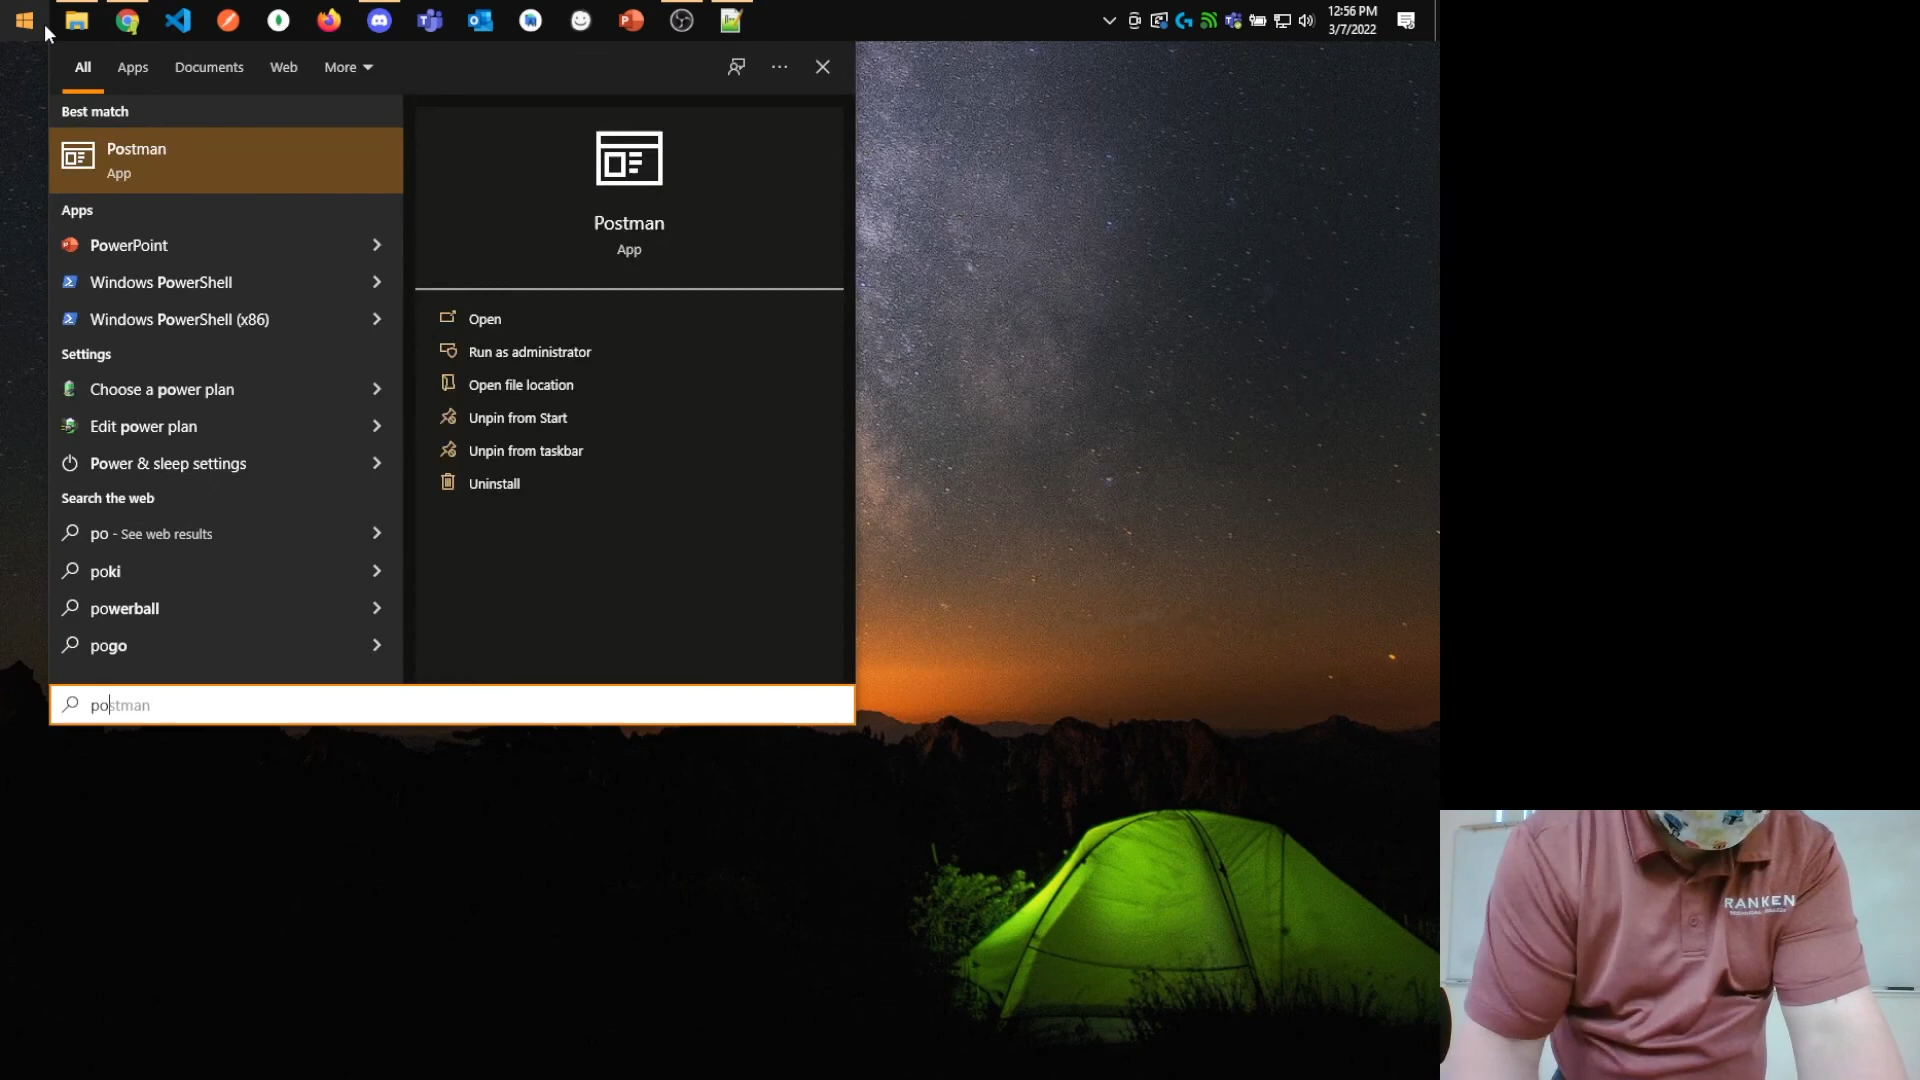 12:56 PM
3/7/2022
All
Apps
Documents
Web
More
Best match
Postman
App
Apps
PowerPoint
Windows PowerShell
Windows PowerShell (x86)
Settings
Choose a power plan
Edit power plan
Power & sleep settings
Search the web
po - See web results
poki
powerball
pogo
postman
Postman
App
Open
Run as administrator
Open file location
Unpin from Start
Unpin from taskbar
Uninstall
RANKEN